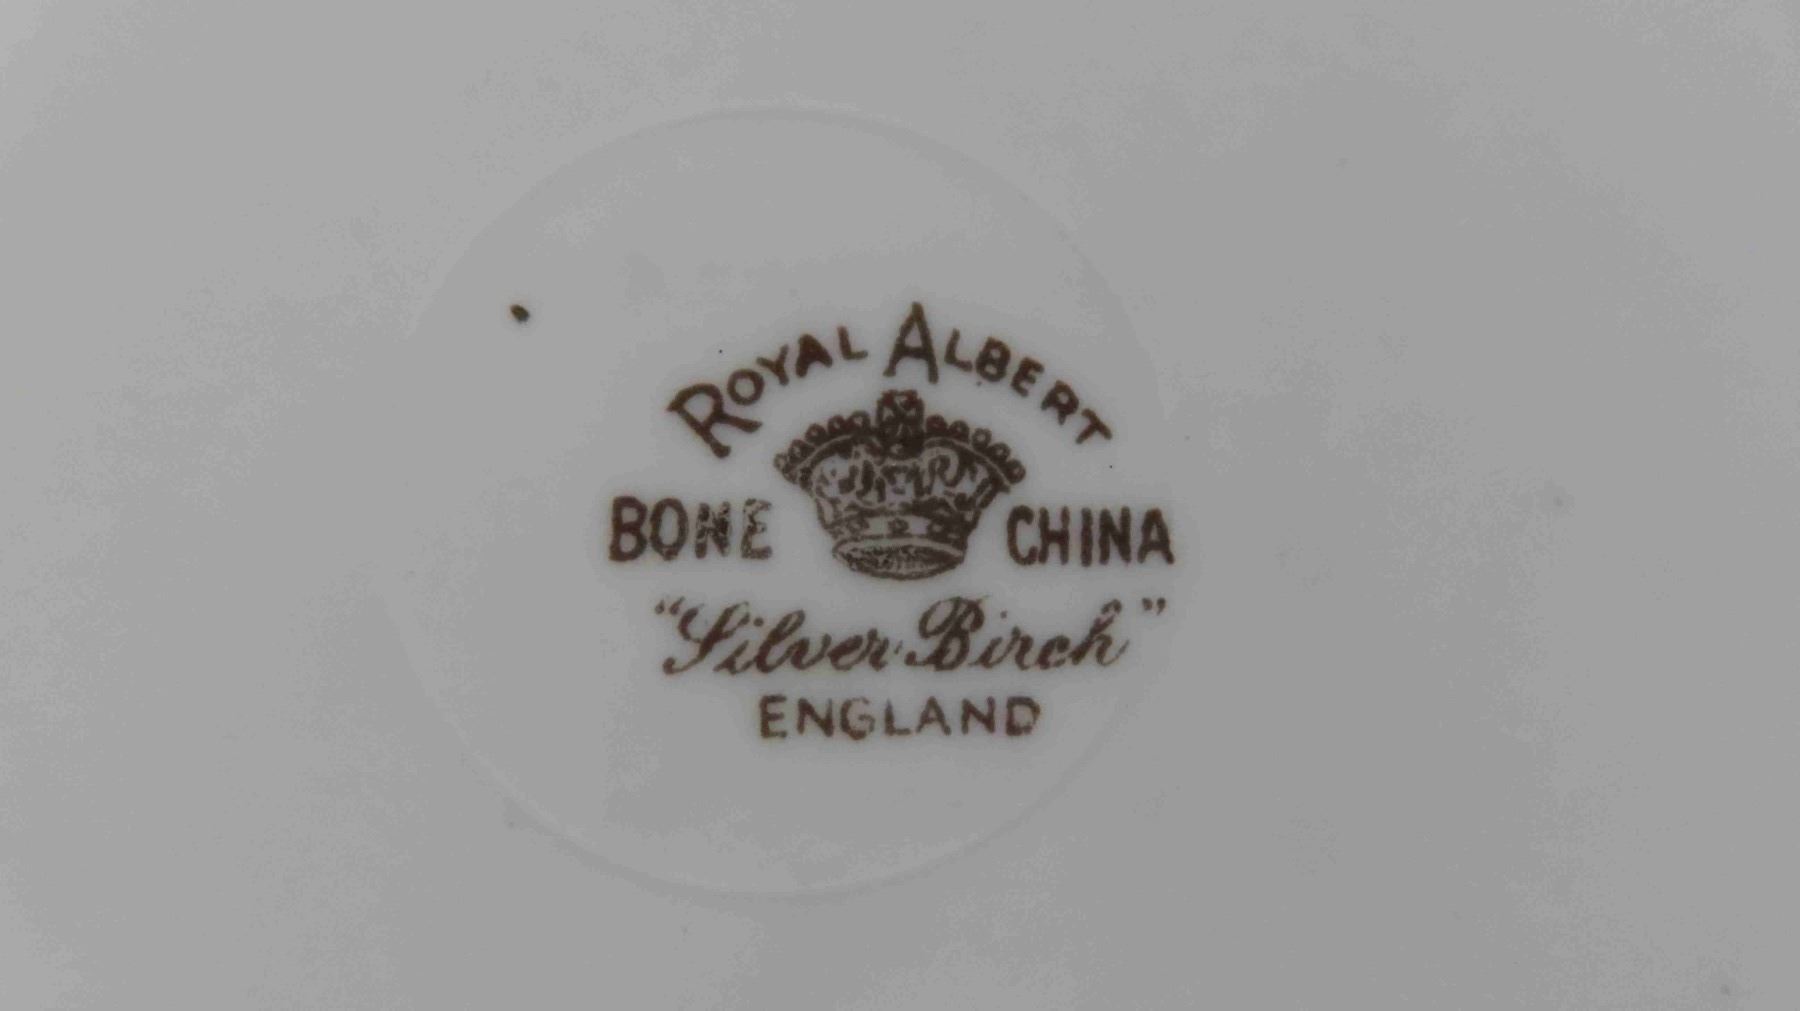 ROYAL ALBERT
BONE CHINA
"Silver Birch"
ENGLAND